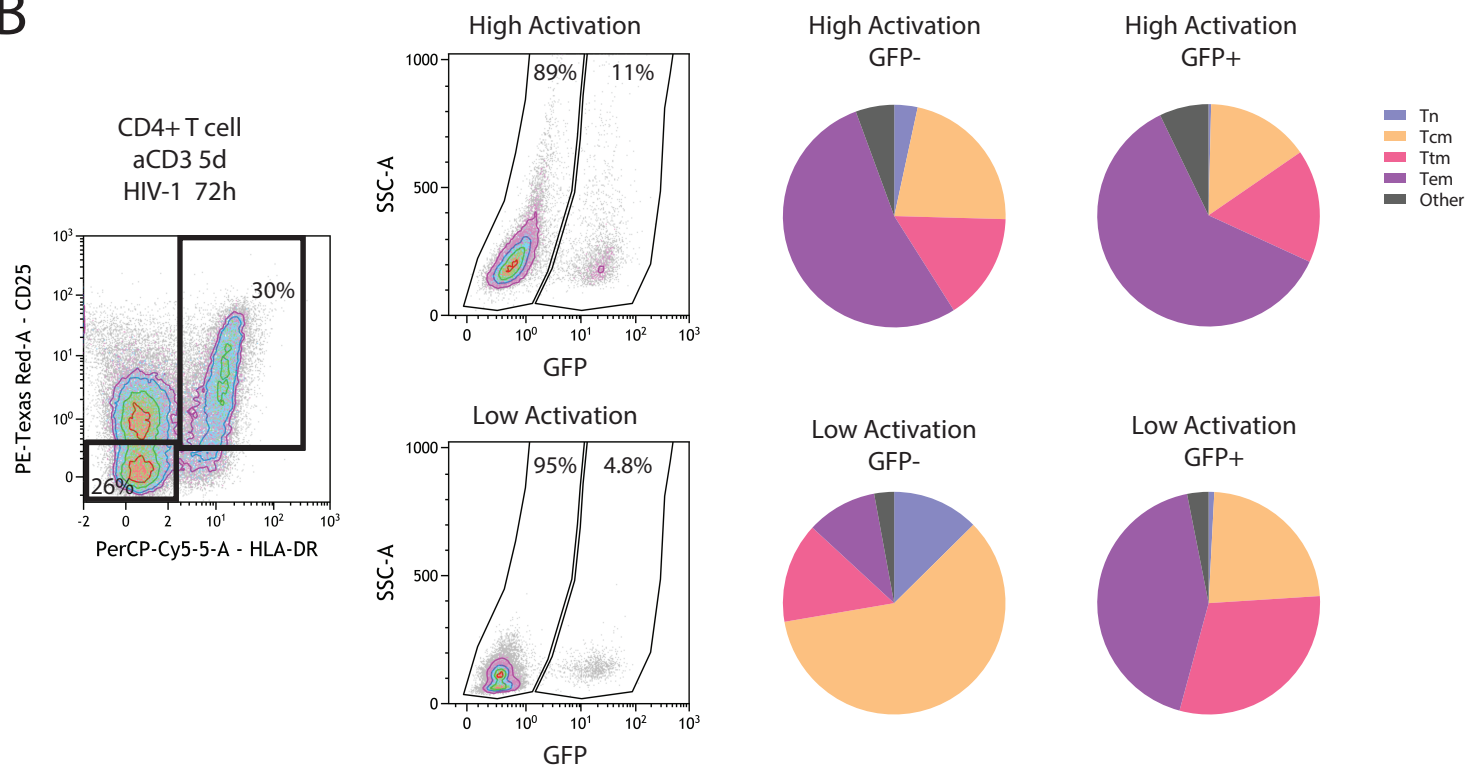 B
CD4+ T cell
aCD3 5d
HIV-1 72h
PE-Texas Red-A - CD25
10³
10²
10¹
10⁰
0
30%
26%
-2
0
2
10¹
10²
10³
PerCP-Cy5-5-A - HLA-DR
High Activation
SSC-A
1000
500
0
89%
11%
0
10⁰
10¹
10²
10³
GFP
Low Activation
SSC-A
1000
500
0
95%
4.8%
0
10⁰
10¹
10²
10³
GFP
High Activation
GFP-
High Activation
GFP+
Low Activation
GFP-
Low Activation
GFP+
Tn
Tcm
Ttm
Tem
Other